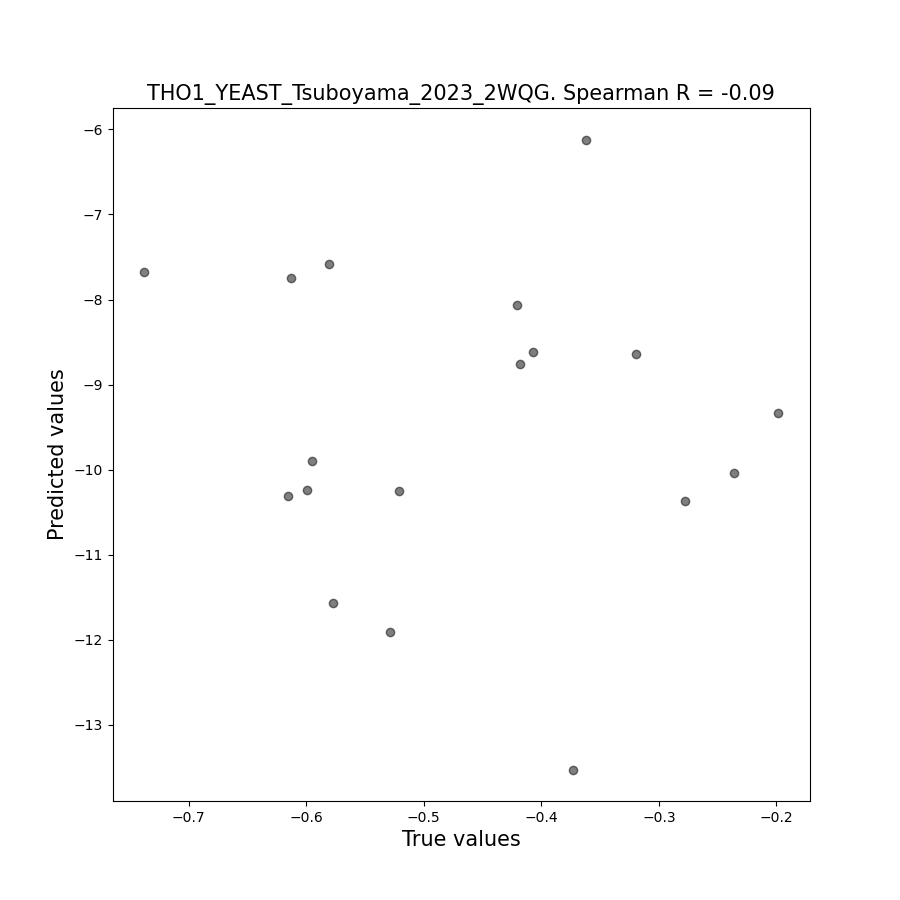 THO1_YEAST_Tsuboyama_2023_2WQG. Spearman R = -0.09
−6
−7
−8
−9
−10
−11
−12
−13
Predicted values
−0.7 −0.6 −0.5 −0.4 −0.3 −0.2
True values